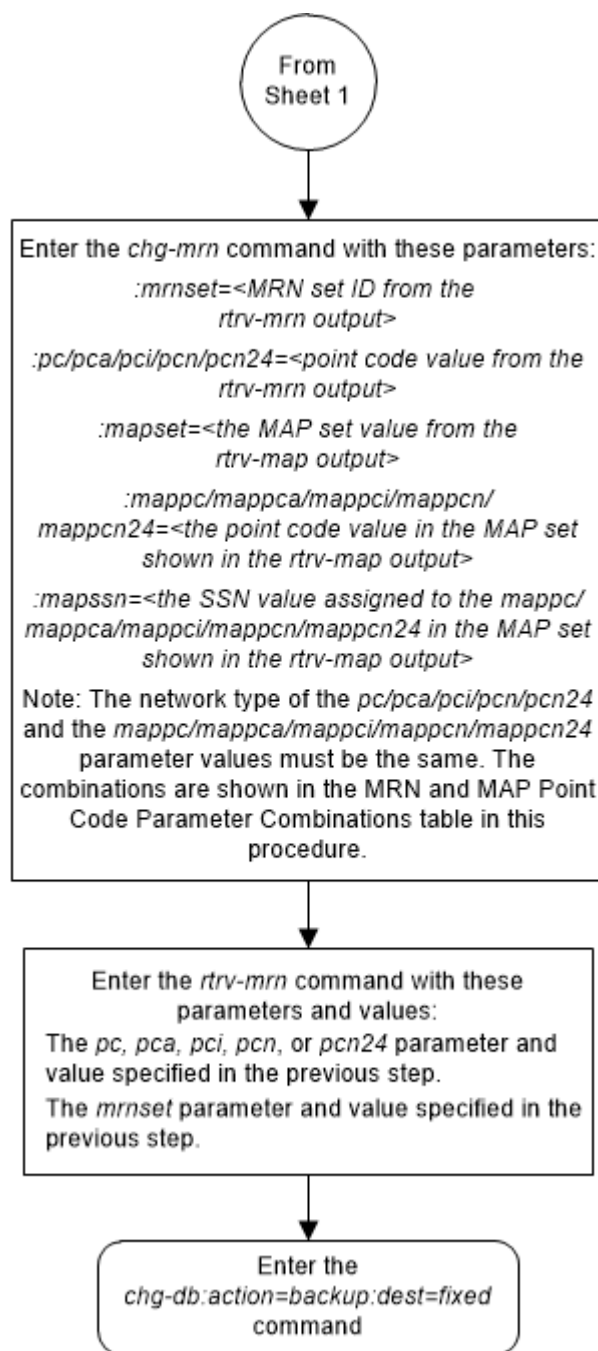 From
Sheet 1
Enter the chg-mrn command with these parameters:
:mrnset=<MRN set ID from the
rtrv-mrn output>
:pc/pca/pci/pcn/pcn24=<point code value from the
rtrv-mrn output>
:mapset=<the MAP set value from the
rtrv-map output>
:mappc/mappca/mappci/mappcn/
mappcn24=<the point code value in the MAP set
shown in the rtrv-map output>
:mapssn=<the SSN value assigned to the mappc/
mappca/mappci/mappcn/mappcn24 in the MAP set
shown in the rtrv-map output>
Note: The network type of the pc/pca/pci/pcn/pcn24
and the mappc/mappca/mappci/mappcn/mappcn24
parameter values must be the same. The
combinations are shown in the MRN and MAP Point
Code Parameter Combinations table in this
procedure.
Enter the rtrv-mrn command with these
parameters and values:
The pc, pca, pci, pcn, or pcn24 parameter and
value specified in the previous step.
The mrnset parameter and value specified in the
previous step.
Enter the
chg-db:action=backup:dest=fixed
command